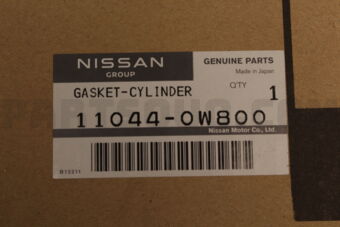 NISSAN
GROUP
GENUINE PARTS
Made in Japan
GASKET-CYLINDER
Q'TY
1
11044-0W800
Nissan Motor Co., Ltd.